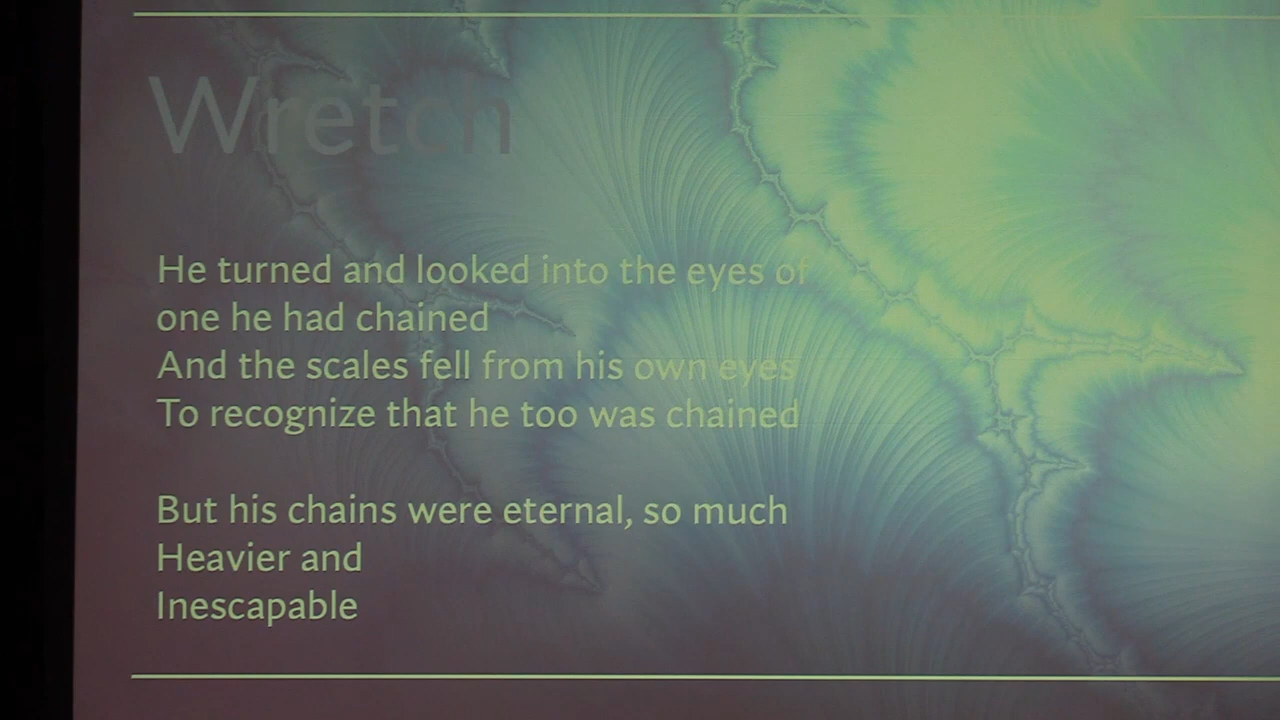 Wretch
He turned and looked into the eyes of
one he had chained
And the scales fell from his own eyes
To recognize that he too was chained
But his chains were eternal, so much
Heavier and
Inescapable